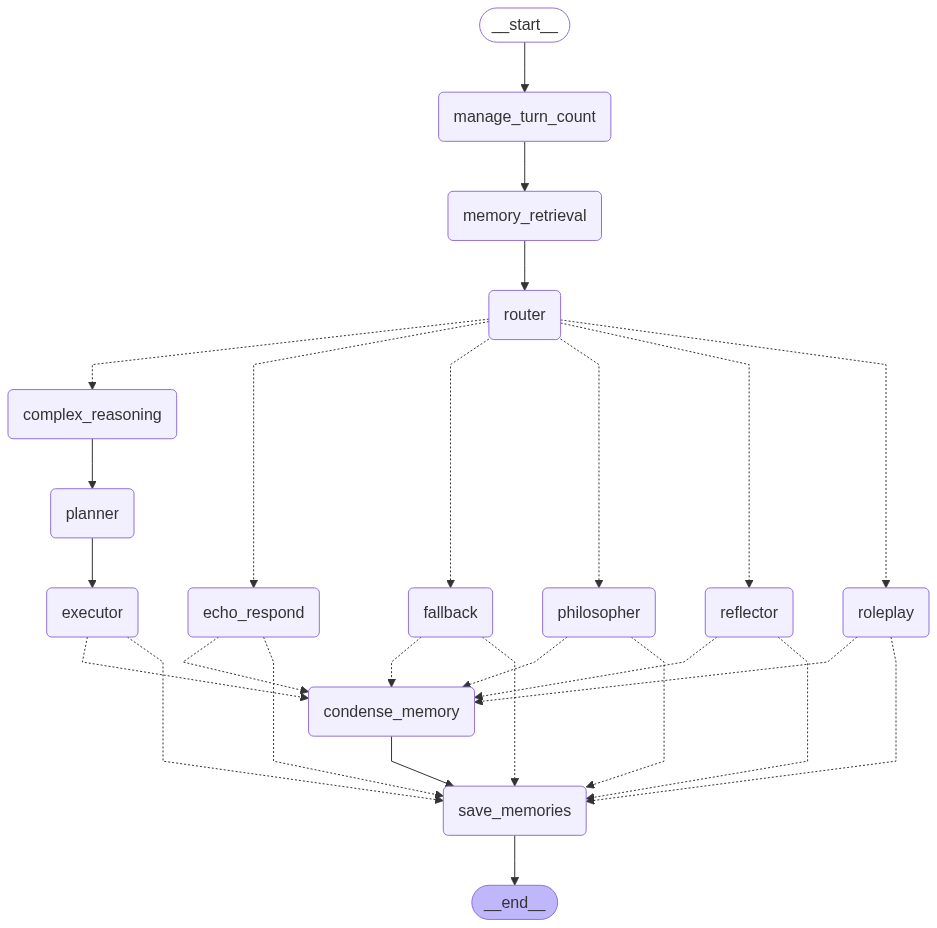 __start__
manage_turn_count
memory_retrieval
router
complex_reasoning
planner
executor
echo_respond
fallback
philosopher
reflector
roleplay
condense_memory
save_memories
__end__